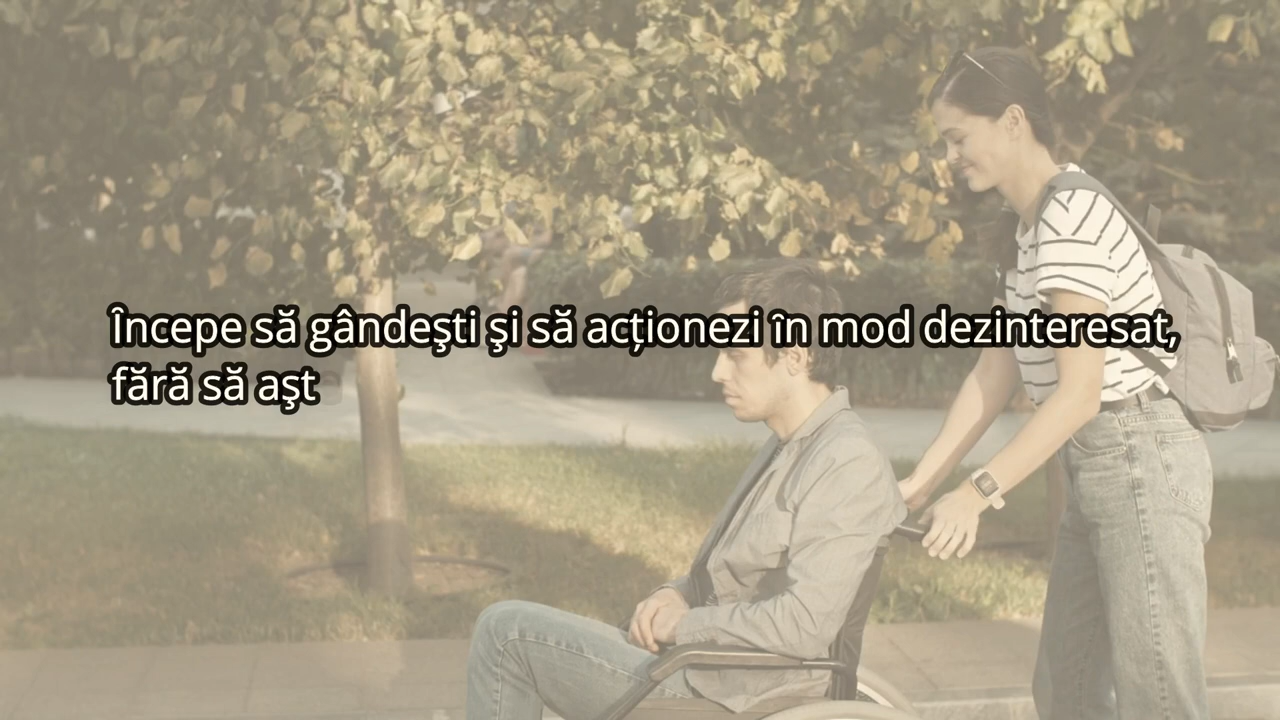 Începe să gândeşti şi să acționezi în mod dezinteresat,
fără să aşt